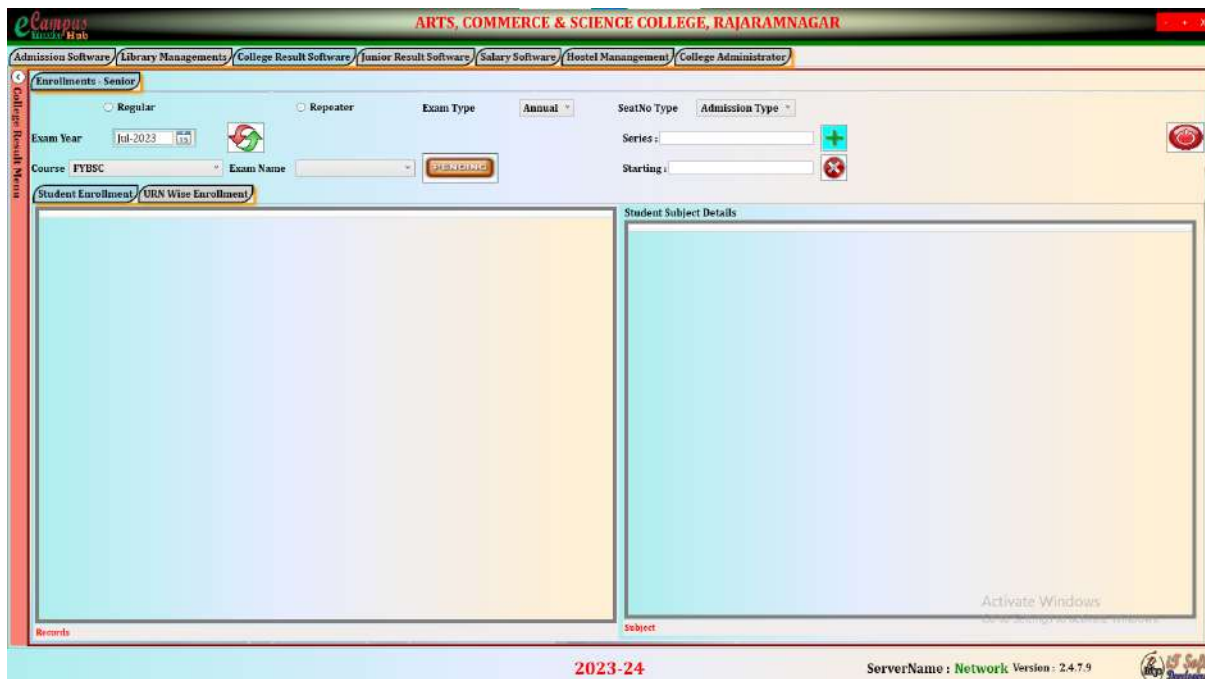 eCampus
Hub
ARTS, COMMERCE & SCIENCE COLLEGE, RAJARAMNAGAR
Admission Software Library Managements College Result Software Junior Result Software Salary Software Hostel Manangement College Administrator
College Result Menu
Enrollments - Senior
Regular Repeater Exam Type Annual SeatNo Type Admission Type
Exam Year Jul-2023 15 Series :
Course FYBSC Exam Name PENDING Starting :
Student Enrollment URN Wise Enrollment
Student Subject Details
Activate Windows
Records
Subject
2023-24
ServerName : Network Version : 2.4.7.9